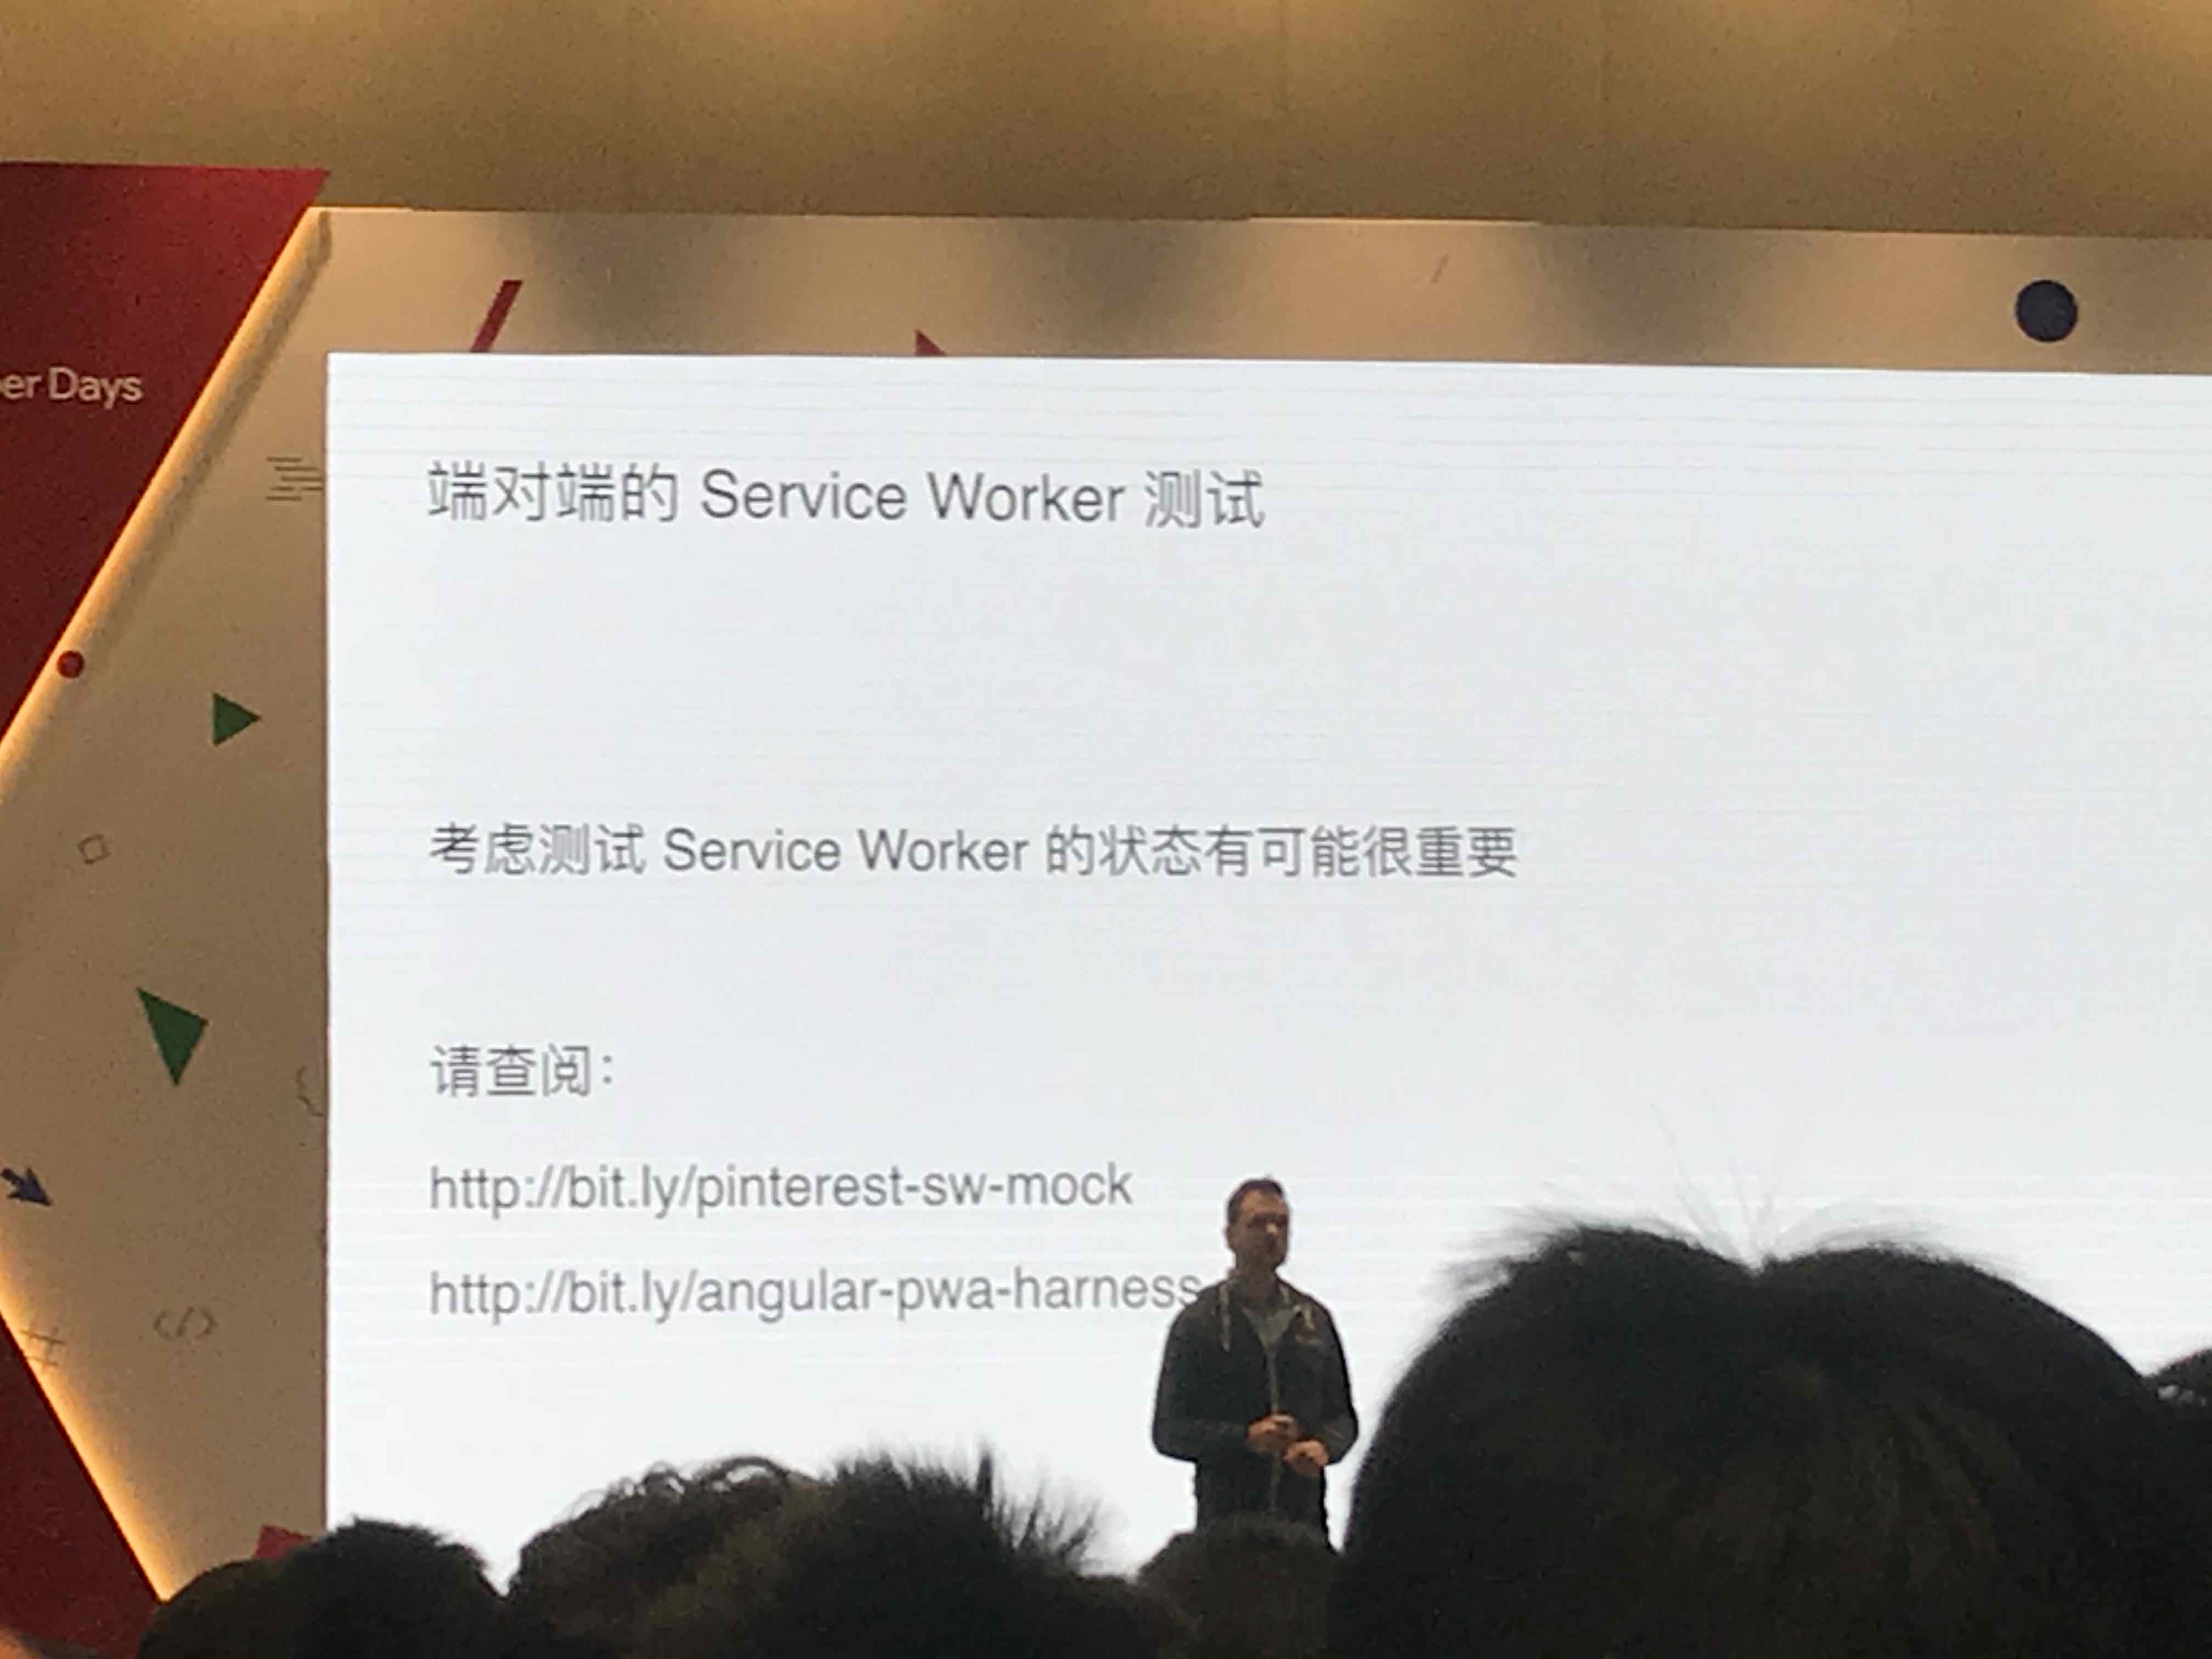 er Days
端对端的 Service Worker 测试
考虑测试 Service Worker 的状态有可能很重要
请查阅：
http://bit.ly/pinterest-sw-mock
http://bit.ly/angular-pwa-harness